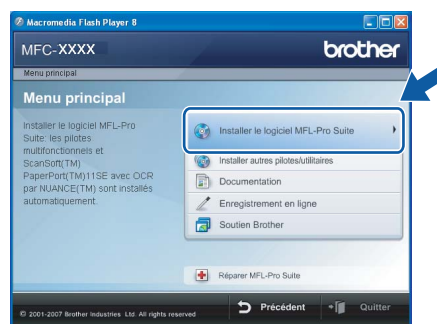 Macromedia Flash Player 8
MFC-XXXX
brother
Menu principal
Menu principal
Installer le logiciel MFL-Pro
Suite: les pilotes
multifonctionnels et
ScanSoft(TM)
PaperPort(TM)11SE avec OCR
par NUANCE(TM) sont installés
automatiquement.
Installer le logiciel MFL-Pro Suite
Installer autres pilotes/utilitaires
Documentation
Enregistrement en ligne
Soutien Brother
Réparer MFL-Pro Suite
© 2001-2007 Brother Industries Ltd. All rights reserved
Précédent
Quitter